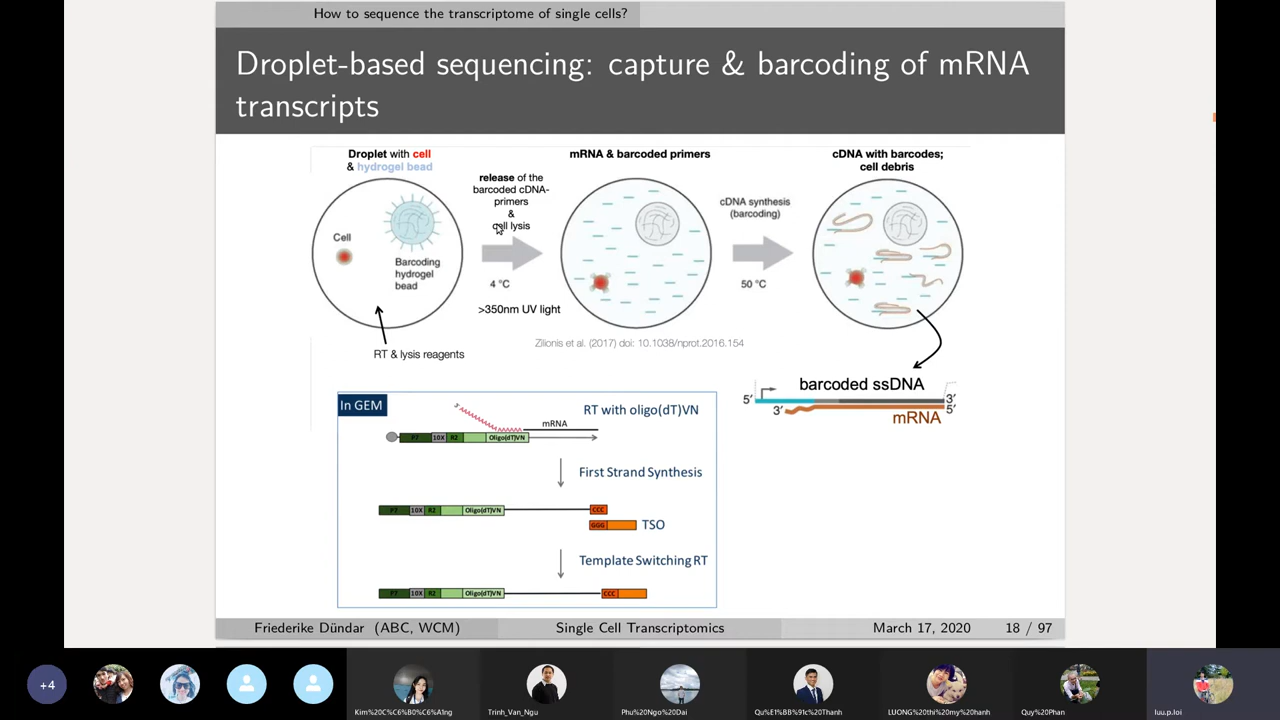 How to sequence the transcriptome of single cells?
Droplet-based sequencing: capture & barcoding of mRNA
transcripts
Droplet with cell
& hydrogel bead
release of the
barcoded cDNA-
primers
&
cell lysis
mRNA & barcoded primers
cDNA synthesis
(barcoding)
cDNA with barcodes;
cell debris
Cell
Barcoding
hydrogel
bead
4 °C
>350nm UV light
50 °C
RT & lysis reagents
Zilionis et al. (2017) doi: 10.1038/nprot.2016.154
barcoded ssDNA
5′
3′
3′
5′
mRNA
In GEM
RT with oligo(dT)VN
mRNA
P7 10X R2 Oligo(dT)VN
First Strand Synthesis
P7 10X R2 Oligo(dT)VN CCC
GGG TSO
Template Switching RT
P7 10X R2 Oligo(dT)VN CCC
Friederike Dündar (ABC, WCM) Single Cell Transcriptomics March 17, 2020 18 / 97
+4
Kim%20C%C6%B0%C6%A1ng
Trinh_Van_Ngu
Phu%20Ngo%20Dai
Qu%E1%BB%91c%20Thanh
LUONG%20thi%20my%20hanh
Quy%20Phan
luu.p.loi